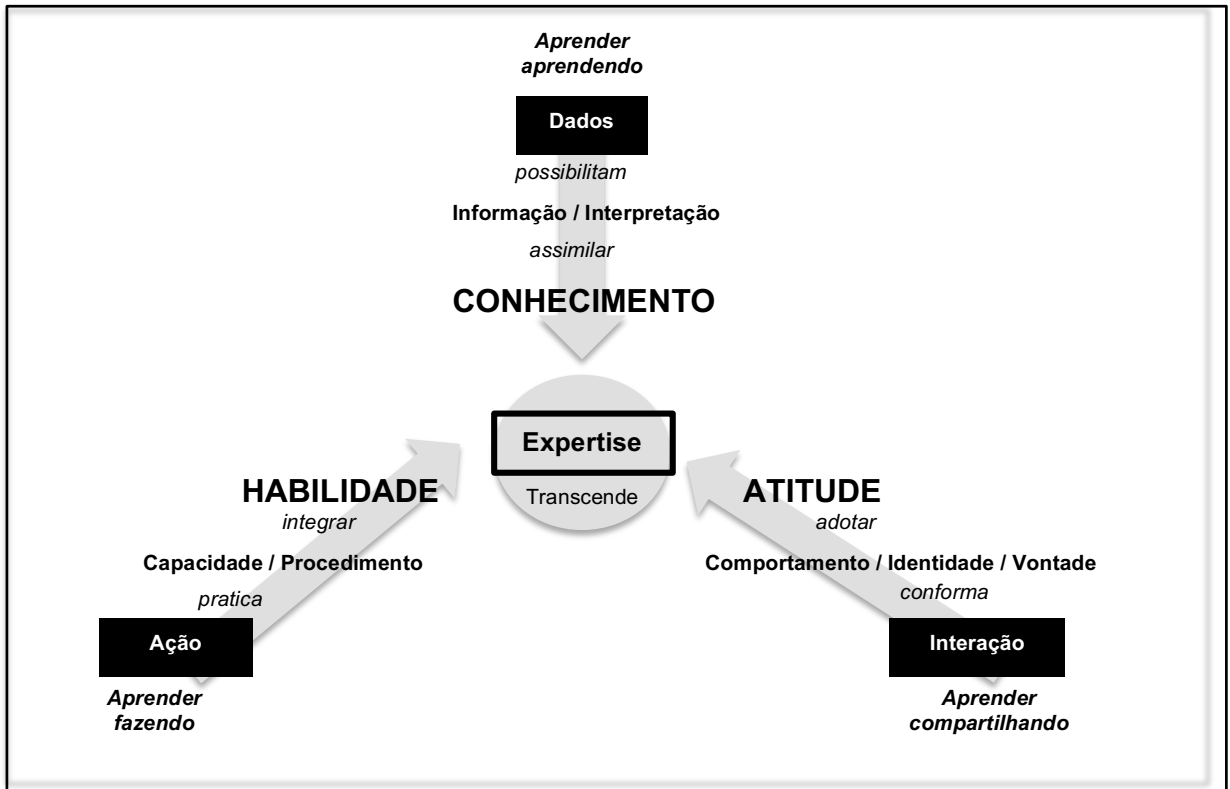 Aprender
aprendendo
Dados
possibilitam
Informação / Interpretação
assimilar
CONHECIMENTO
Expertise
Transcende
HABILIDADE
integrar
Capacidade / Procedimento
pratica
Ação
Aprender
fazendo
ATITUDE
adotar
Comportamento / Identidade / Vontade
conforma
Interação
Aprender
compartilhando